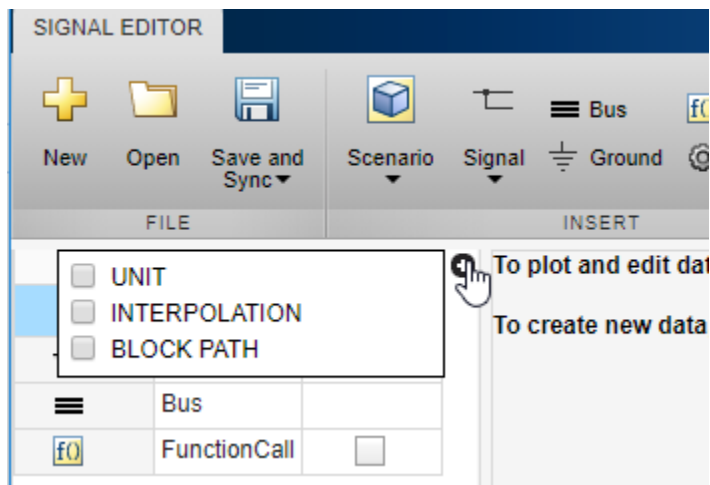 SIGNAL EDITOR
New
Open
Save and
Sync
Scenario
Signal
Bus
Ground
FILE
INSERT
UNIT
INTERPOLATION
BLOCK PATH
To plot and edit dat
To create new data
Bus
f() FunctionCall